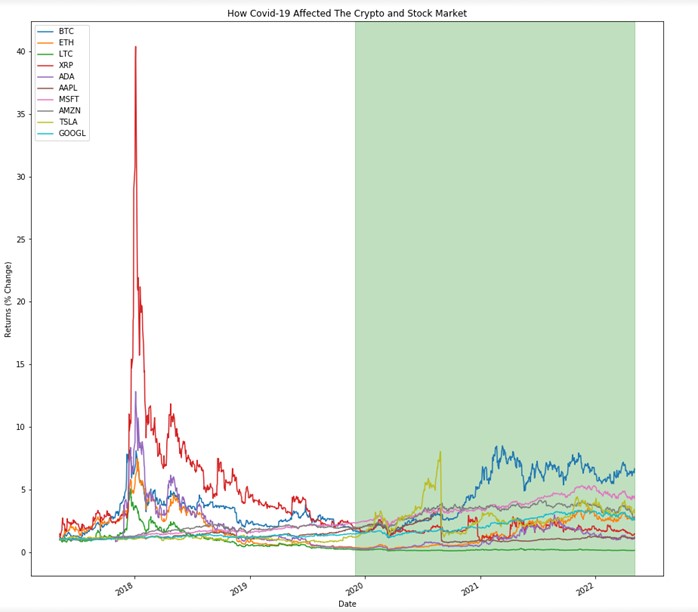 How Covid-19 Affected The Crypto and Stock Market
BTC
ETH
LTC
XRP
ADA
AAPL
MSFT
AMZN
TSLA
GOOGL
40
35
30
25
20
15
10
5
0
Returns (% Change)
2018
2019
2020
2021
2022
Date